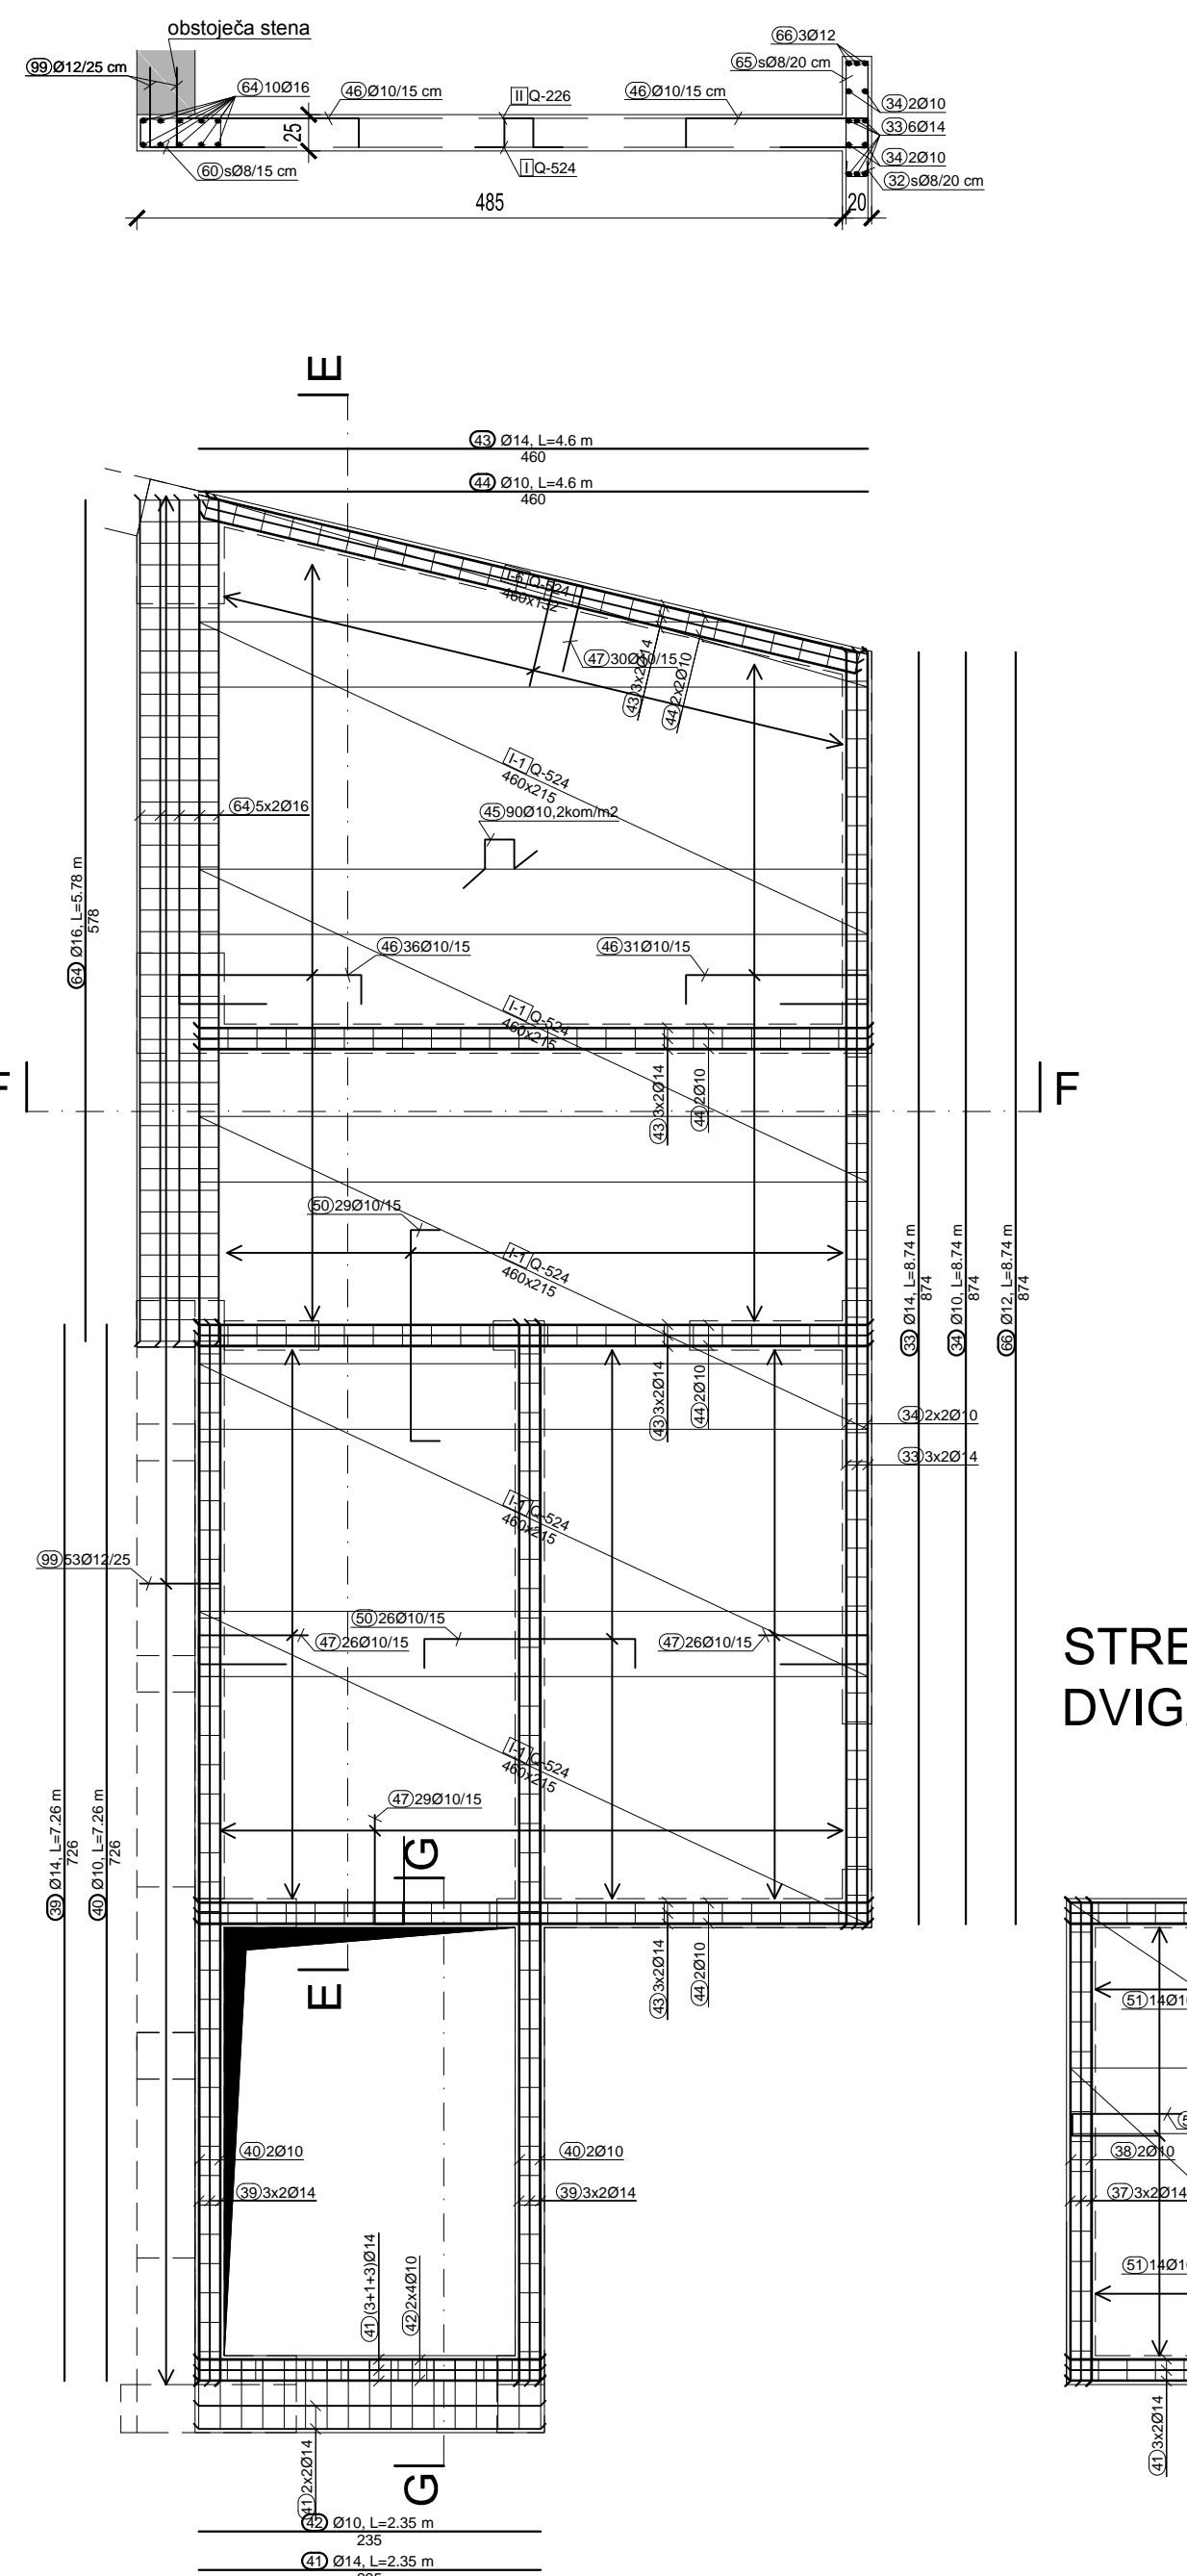 obstoječa stena
66 3Ø12
99 Ø12/25 cm
65 sØ8/20 cm
64 10Ø16
46 Ø10/15 cm
II Q-226
46 Ø10/15 cm
34 2Ø10
33 6Ø14
25
34 2Ø10
60 sØ8/15 cm
I Q-524
32 sØ8/20 cm
485
20
E
43 Ø14, L=4.6 m
460
44 Ø10, L=4.6 m
460
I-6 Q-524
460x132
47 30Ø10/15
43 3x2Ø14
44 2x2Ø10
I-1 Q-524
460x215
64 5x2Ø16
45 90Ø10,2kom/m2
64 Ø16, L=5.78 m
578
46 36Ø10/15
46 31Ø10/15
I-1 Q-524
460x215
43 3x2Ø14
44 2Ø10
F
F
50 29Ø10/15
I-1 Q-524
460x215
33 Ø14, L=8.74 m
874
34 Ø10, L=8.74 m
874
66 Ø12, L=8.74 m
874
43 3x2Ø14
44 2Ø10
34 2x2Ø10
33 3x2Ø14
I-1 Q-524
460x215
99 53Ø12/25
50 26Ø10/15
47 26Ø10/15
47 26Ø10/15
STRE
DVIG
I-1 Q-524
460x215
39 Ø14, L=7.26 m
726
40 Ø10, L=7.26 m
726
47 29Ø10/15
G
E
43 3x2Ø14
44 2Ø10
51 14Ø1
40 2Ø10
40 2Ø10
38 2Ø10
39 3x2Ø14
39 3x2Ø14
37 3x2Ø14
41 (3+1+3)Ø14
42 2x4Ø10
51 14Ø1
41 3x2Ø14
41 2x2Ø14
G
42 Ø10, L=2.35 m
235
41 Ø14, L=2.35 m